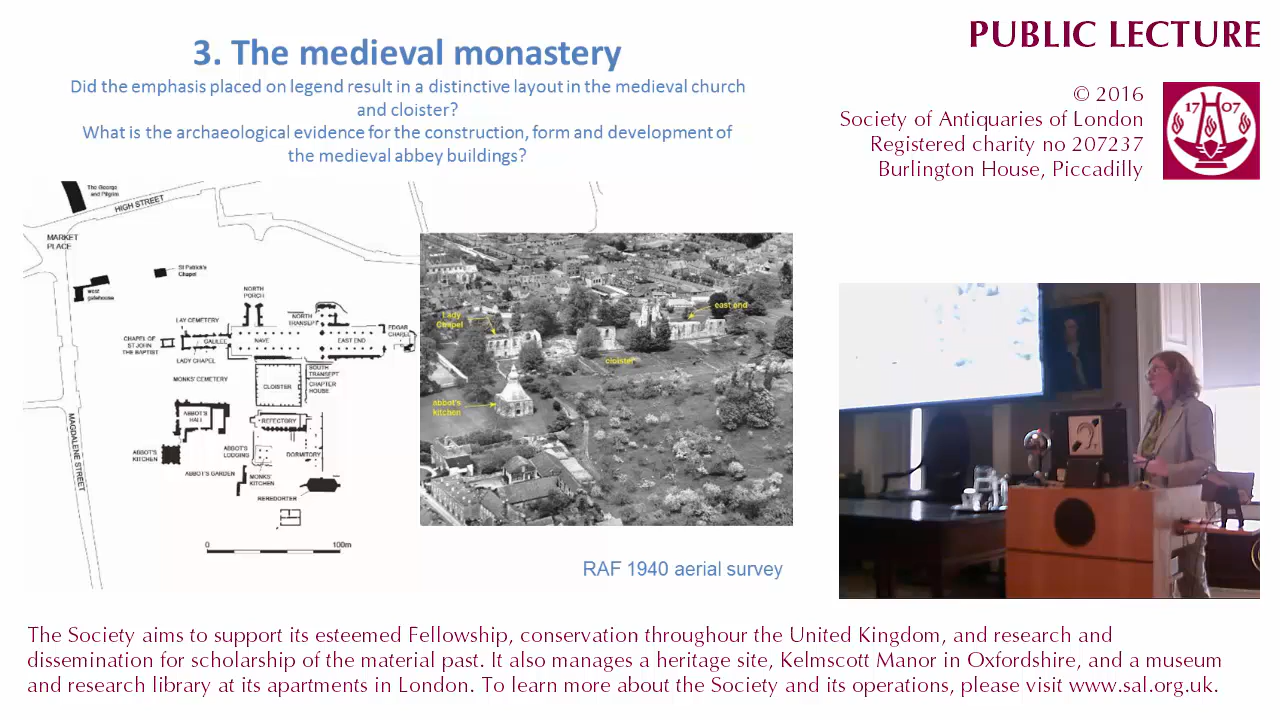 3. The medieval monastery
Did the emphasis placed on legend result in a distinctive layout in the medieval church
and cloister?
What is the archaeological evidence for the construction, form and development of
the medieval abbey buildings?
The George
and Pilgrim
HIGH STREET
MARKET
PLACE
St Patrick's
Chapel
west
gatehouse
NORTH
PORCH
LAY CEMETERY
NORTH
TRANSEPT
CHAPEL OF
ST JOHN
THE BAPTIST
GALILEE
NAVE
EAST END
EDGAR
CHAPEL
LADY CHAPEL
SOUTH
TRANSEPT
MONKS' CEMETERY
CHAPTER
HOUSE
CLOISTER
ABBOT'S
HALL
REFECTORY
ABBOT'S
KITCHEN
ABBOT'S
LODGING
DORMITORY
ABBOT'S GARDEN
MONKS'
KITCHEN
REREDORTER
MAGDALENE STREET
0 100m
Lady
Chapel
east end
cloister
abbot's
kitchen
RAF 1940 aerial survey
PUBLIC LECTURE
© 2016
Society of Antiquaries of London
Registered charity no 207237
Burlington House, Piccadilly
17 07
The Society aims to support its esteemed Fellowship, conservation throughour the United Kingdom, and research and
dissemination for scholarship of the material past. It also manages a heritage site, Kelmscott Manor in Oxfordshire, and a museum
and research library at its apartments in London. To learn more about the Society and its operations, please visit www.sal.org.uk.